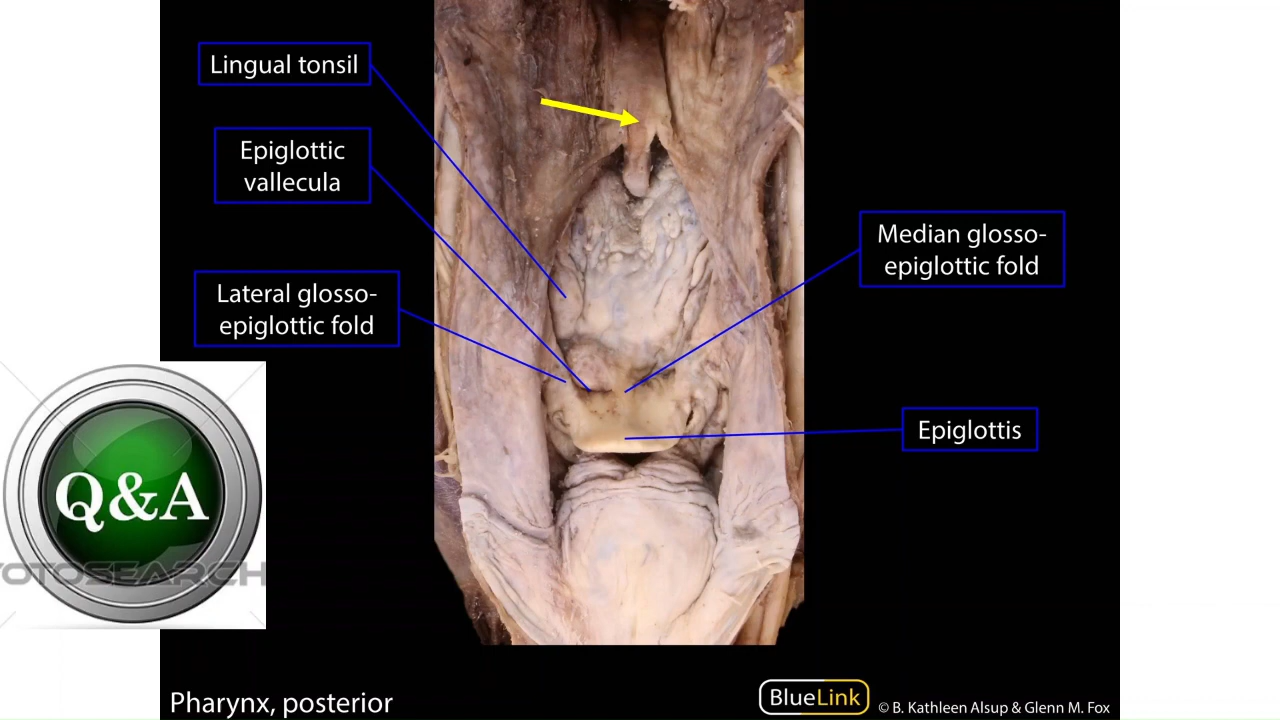 Lingual tonsil
Epiglottic
vallecula
Lateral glosso-
epiglottic fold
Median glosso-
epiglottic fold
Epiglottis
Q&A
OTOSEARCH
Pharynx, posterior
BlueLink
© B. Kathleen Alsup & Glenn M. Fox